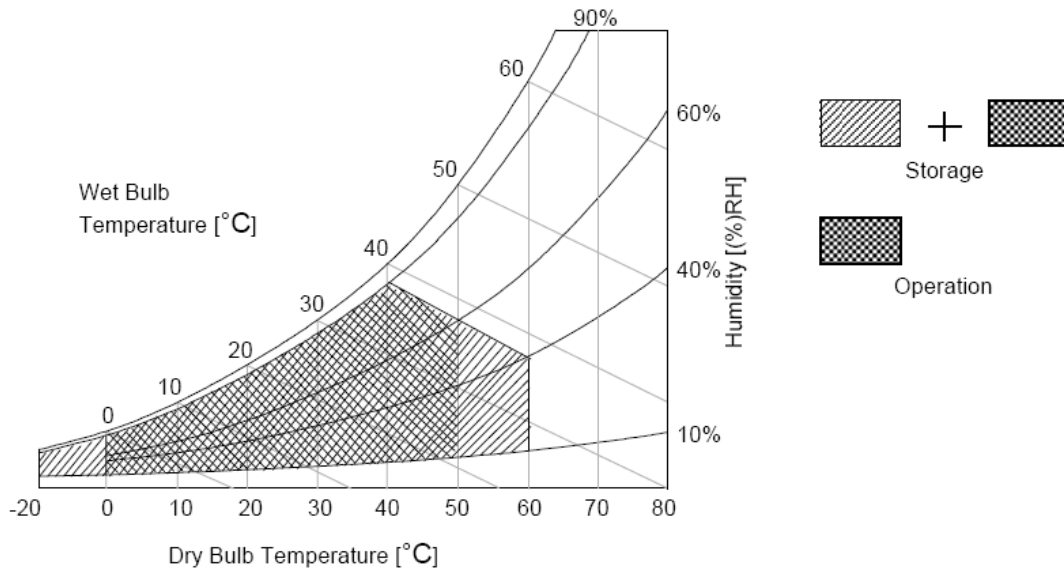 90%
60
60%
50
Wet Bulb
Temperature [°C]
40
40%
30
20
10
0
10%
-20 0 10 20 30 40 50 60 70 80
Dry Bulb Temperature [°C]
Humidity [(%)RH]
+
Storage
Operation